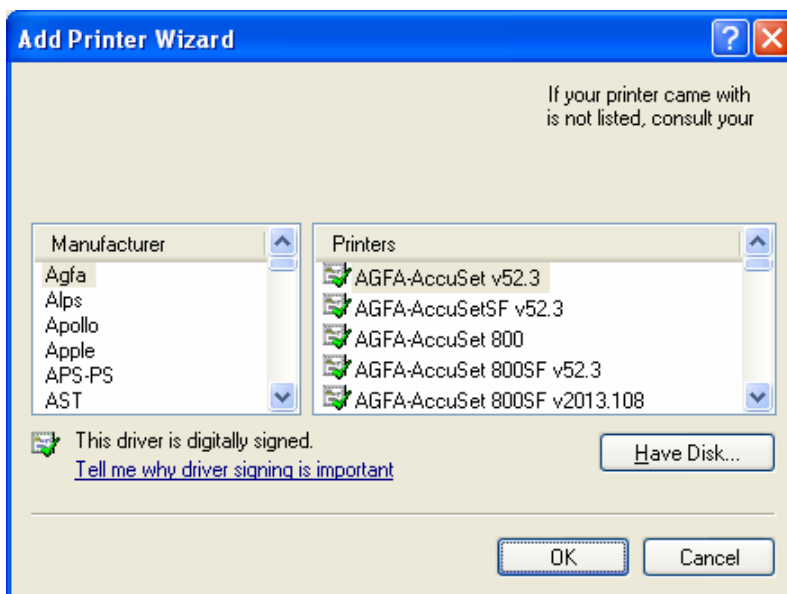 Add Printer Wizard
If your printer came with
is not listed, consult your
Manufacturer
Agfa
Alps
Apollo
Apple
APS-PS
AST
Printers
AGFA-AccuSet v52.3
AGFA-AccuSetSF v52.3
AGFA-AccuSet 800
AGFA-AccuSet 800SF v52.3
AGFA-AccuSet 800SF v2013.108
This driver is digitally signed.
Tell me why driver signing is important
Have Disk...
OK
Cancel